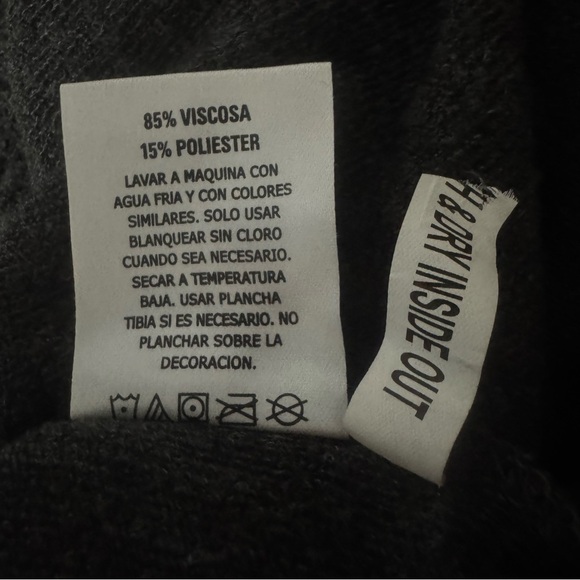 85% VISCOSA
15% POLIESTER
LAVAR A MAQUINA CON
AGUA FRIA Y CON COLORES
SIMILARES. SOLO USAR
BLANQUEAR SIN CLORO
CUANDO SEA NECESARIO.
SECAR A TEMPERATURA
BAJA. USAR PLANCHA
TIBIA SI ES NECESARIO. NO
PLANCHAR SOBRE LA
DECORACION.
H & DRY INSIDE OUT